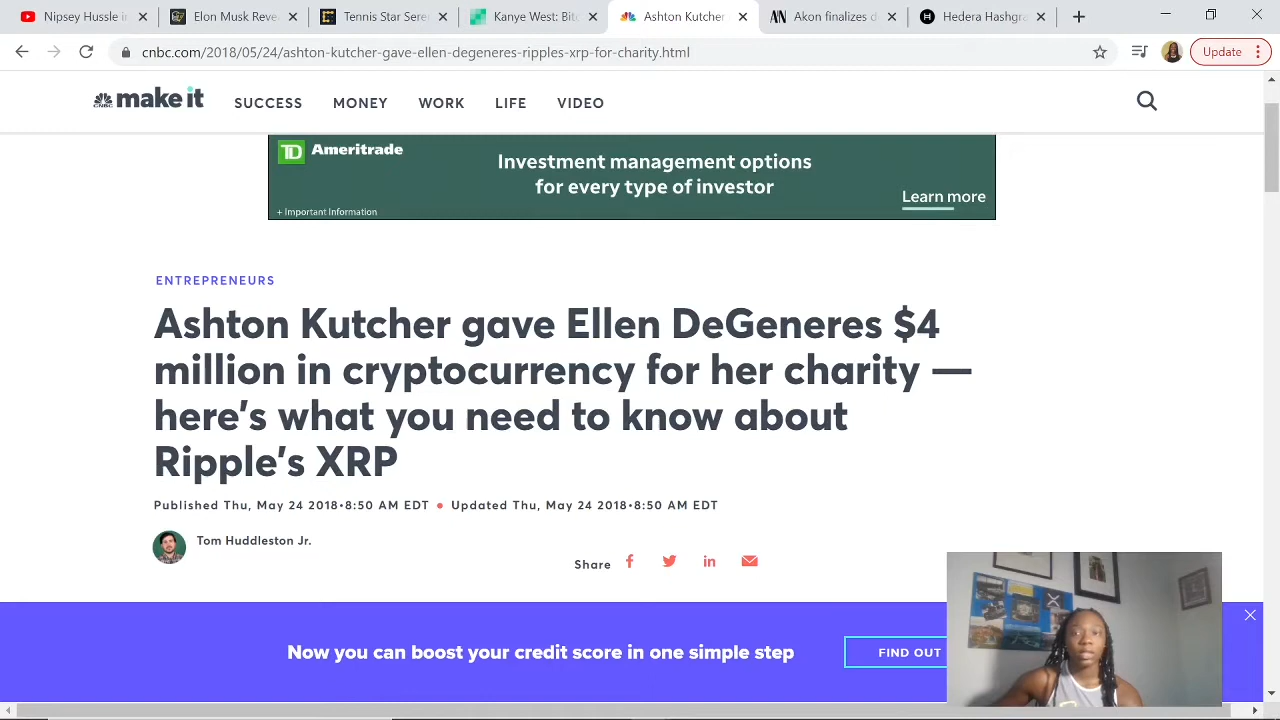 Nipsey Hussle i
Elon Musk Reve
Tennis Star Sere
Kanye West: Bit
Ashton Kutcher
Akon finalizes c
Hedera Hashgr
cnbc.com/2018/05/24/ashton-kutcher-gave-ellen-degeneres-ripples-xrp-for-charity.html
Update
CNBC make it
SUCCESS
MONEY
WORK
LIFE
VIDEO
TD Ameritrade
Investment management options
for every type of investor
Learn more
+ Important Information
ENTREPRENEURS
Ashton Kutcher gave Ellen DeGeneres $4
million in cryptocurrency for her charity —
here's what you need to know about
Ripple's XRP
Published Thu, May 24 2018•8:50 AM EDT • Updated Thu, May 24 2018•8:50 AM EDT
Tom Huddleston Jr.
Share
Now you can boost your credit score in one simple step
FIND OUT